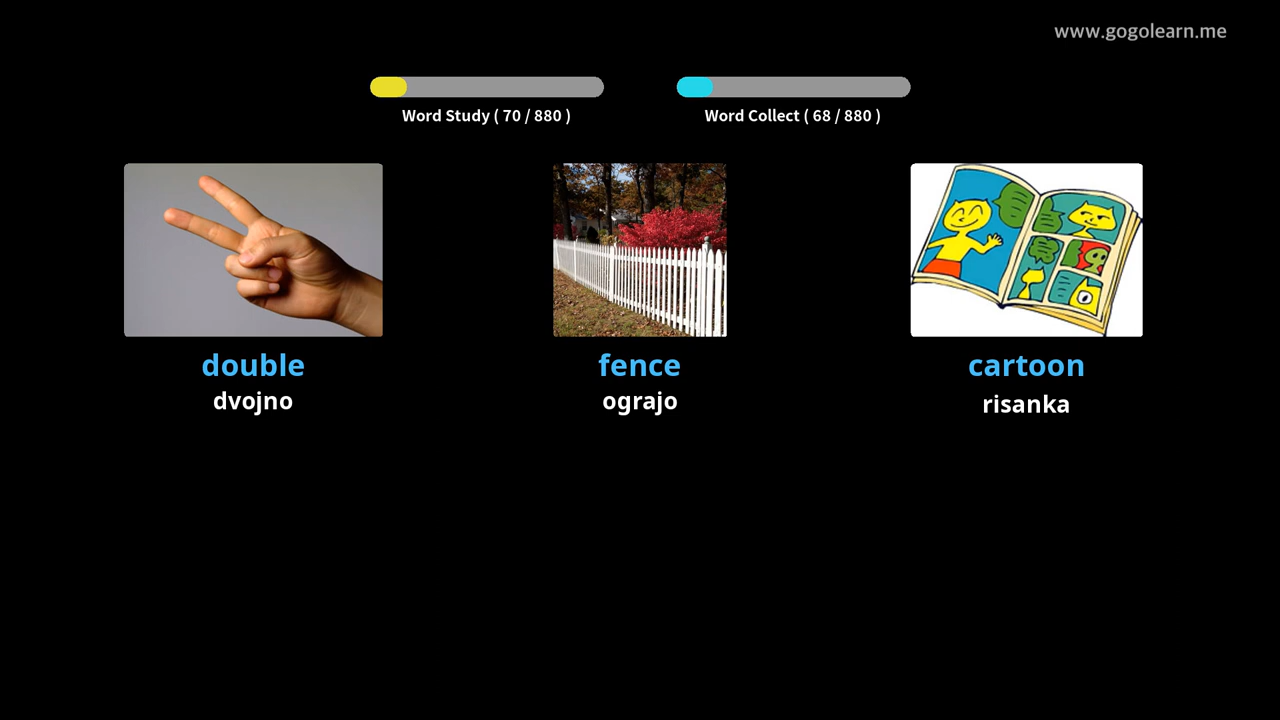 www.gogolearn.me
Word Study ( 70 / 880 )
Word Collect ( 68 / 880 )
double
dvojno
fence
ograjo
cartoon
risanka